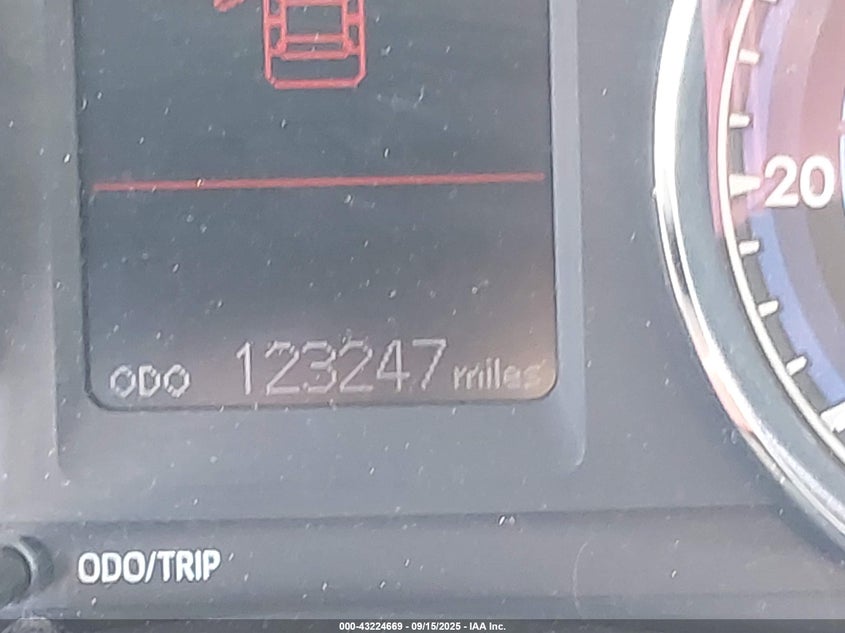 20
ODO 123247 miles
ODO/TRIP
000-43224669 - 09/15/2025 - IAA Inc.